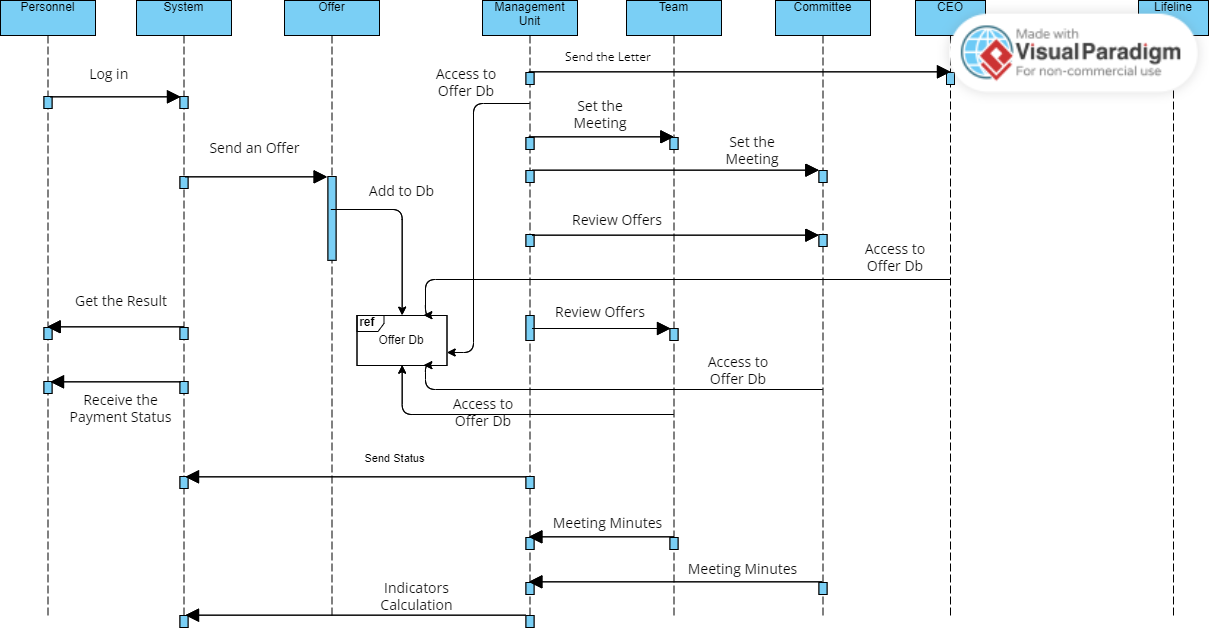 Personnel
System
Offer
Management
Unit
Team
Committee
CEO
Lifeline
Made with
VisualParadigm
For non-commercial use
Send the Letter
Log in
Access to
Offer Db
Set the
Meeting
Set the
Meeting
Send an Offer
Add to Db
Review Offers
Access to
Offer Db
Get the Result
ref
Offer Db
Review Offers
Access to
Offer Db
Receive the
Payment Status
Access to
Offer Db
Send Status
Meeting Minutes
Meeting Minutes
Indicators
Calculation